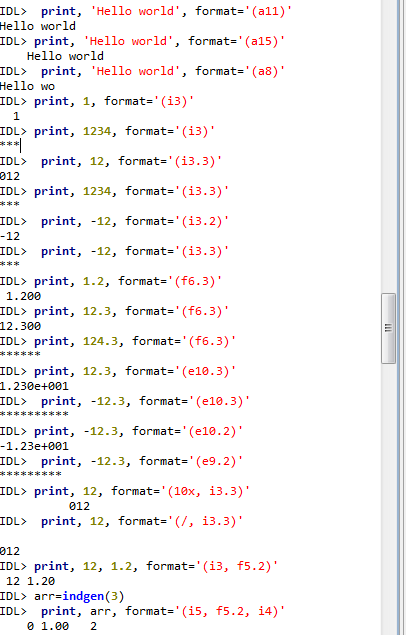 IDL>  print, 'Hello world', format='(a11)'
Hello world
IDL> print, 'Hello world', format='(a15)'
    Hello world
IDL>  print, 'Hello world', format='(a8)'
Hello wo
IDL> print, 1, format='(i3)'
  1
IDL> print, 1234, format='(i3)'
***
IDL>  print, 12, format='(i3.3)'
012
IDL>  print, 1234, format='(i3.3)'
***
IDL>  print, -12, format='(i3.2)'
-12
IDL>  print, -12, format='(i3.3)'
***
IDL> print, 1.2, format='(f6.3)'
 1.200
IDL> print, 12.3, format='(f6.3)'
12.300
IDL> print, 124.3, format='(f6.3)'
******
IDL> print, 12.3, format='(e10.3)'
1.230e+001
IDL>  print, -12.3, format='(e10.3)'
**********
IDL> print, -12.3, format='(e10.2)'
-1.23e+001
IDL>  print, -12.3, format='(e9.2)'
*********
IDL> print, 12, format='(10x, i3.3)'
          012
IDL>  print, 12, format='(/, i3.3)'

012
IDL> print, 12, 1.2, format='(i3, f5.2)'
 12 1.20
IDL> arr=indgen(3)
IDL>  print, arr, format='(i5, f5.2, i4)'
    0 1.00   2